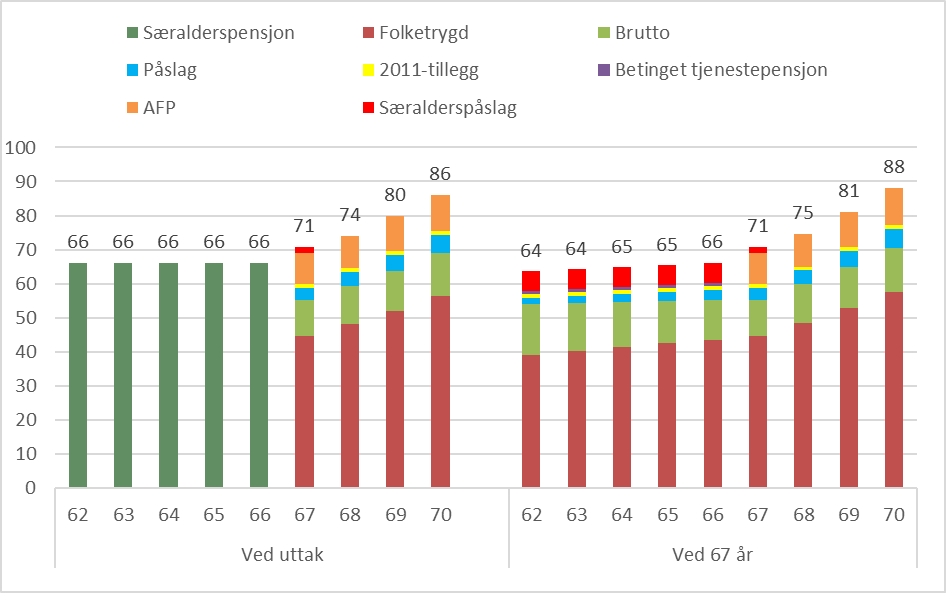 Særalderspensjon Folketrygd Brutto
Påslag 2011-tillegg Betinget tjenestepensjon
AFP Særalderspåslag
100
90
80
70
60
50
40
30
20
10
0
66 66 66 66 66 71 74 80 86
64 64 65 65 66 71 75 81 88
62 63 64 65 66 67 68 69 70
62 63 64 65 66 67 68 69 70
Ved uttak Ved 67 år